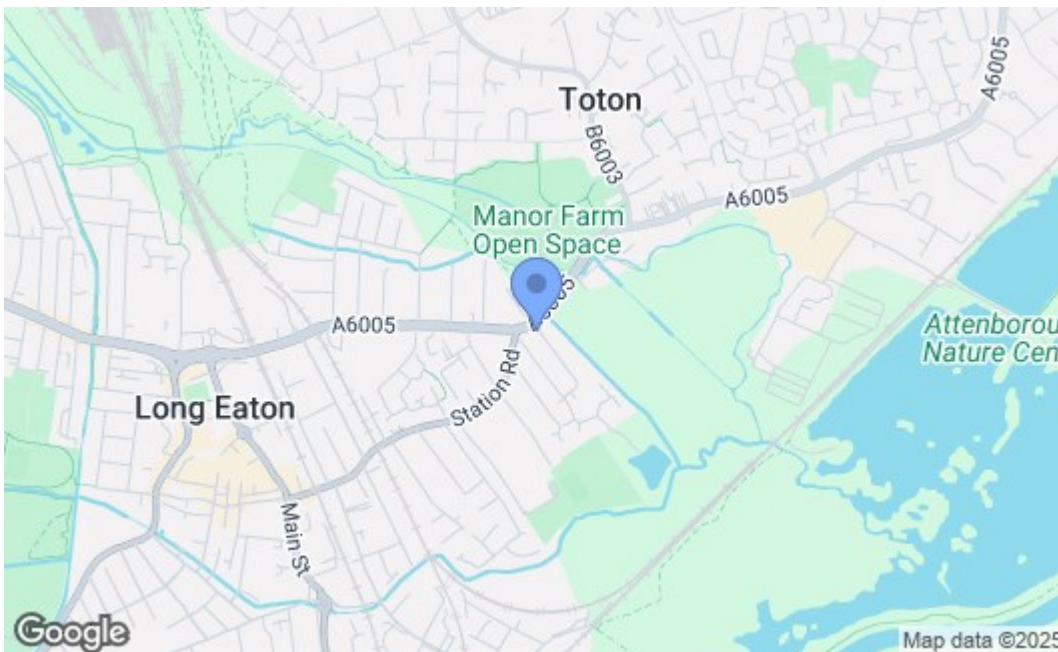 Toton
A6005
B6003
A6005
Manor Farm
Open Space
A6005
Station Rd
Attenborou
Nature Cen
Long Eaton
Main St
Google
Map data ©2025